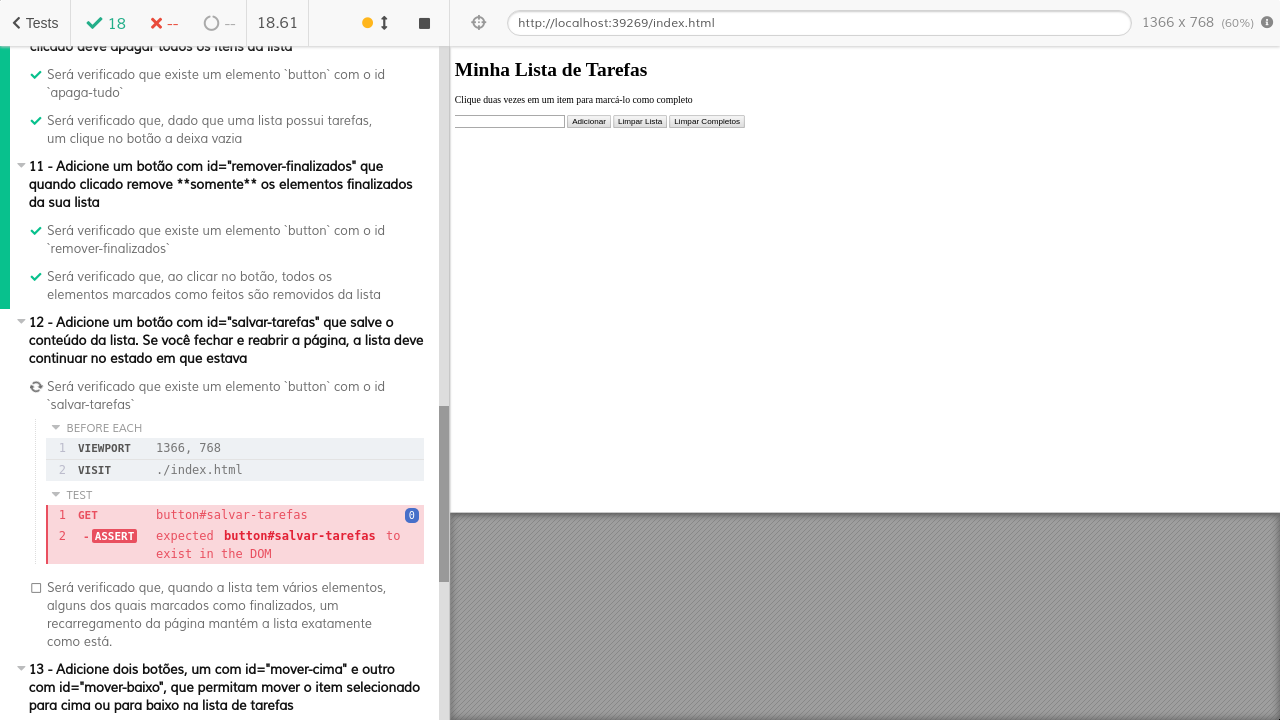 Tests
18
--
--
18.61
http://localhost:39269/index.html
1366 x 768 (60%)
clicado deve apagar todos os itens da lista
Será verificado que existe um elemento `button` com o id
`apaga-tudo`
Será verificado que, dado que uma lista possui tarefas,
um clique no botão a deixa vazia
11 - Adicione um botão com id="remover-finalizados" que
quando clicado remove **somente** os elementos finalizados
da sua lista
Será verificado que existe um elemento `button` com o id
`remover-finalizados`
Será verificado que, ao clicar no botão, todos os
elementos marcados como feitos são removidos da lista
12 - Adicione um botão com id="salvar-tarefas" que salve o
conteúdo da lista. Se você fechar e reabrir a página, a lista deve
continuar no estado em que estava
Será verificado que existe um elemento `button` com o id
`salvar-tarefas`
BEFORE EACH
1 VIEWPORT 1366, 768
2 VISIT ./index.html
TEST
1 GET button#salvar-tarefas 0
2 -ASSERT expected button#salvar-tarefas to
exist in the DOM
Será verificado que, quando a lista tem vários elementos,
alguns dos quais marcados como finalizados, um
recarregamento da página mantém a lista exatamente
como está.
13 - Adicione dois botões, um com id="mover-cima" e outro
com id="mover-baixo", que permitam mover o item selecionado
para cima ou para baixo na lista de tarefas
Minha Lista de Tarefas
Clique duas vezes em um item para marcá-lo como completo
Adicionar Limpar Lista Limpar Completos